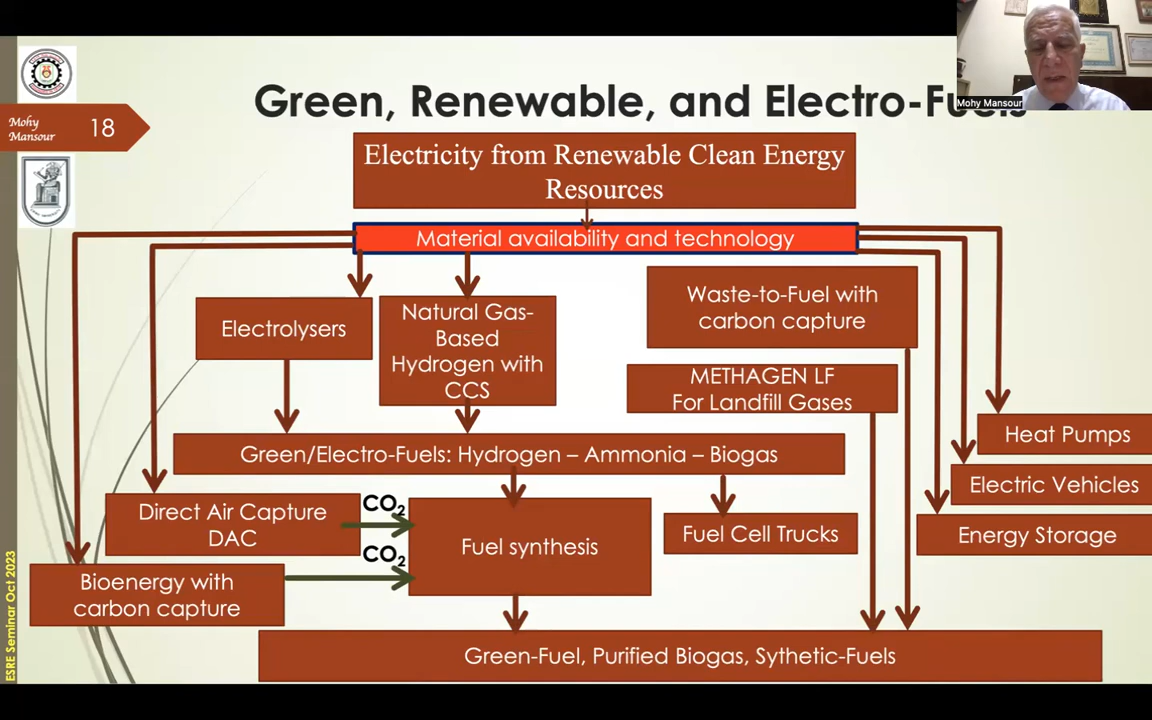 Green, Renewable, and Electro-Fuels
Mohy Mansour
Mohy
Mansour
18
Electricity from Renewable Clean Energy
Resources
Material availability and technology
Electrolysers
Natural Gas-
Based
Hydrogen with
CCS
Waste-to-Fuel with
carbon capture
METHAGEN LF
For Landfill Gases
Heat Pumps
Green/Electro-Fuels: Hydrogen – Ammonia – Biogas
Electric Vehicles
Direct Air Capture
DAC
CO2
Fuel synthesis
Fuel Cell Trucks
Energy Storage
CO2
Bioenergy with
carbon capture
Green-Fuel, Purified Biogas, Sythetic-Fuels
ESRE Seminar Oct 2023